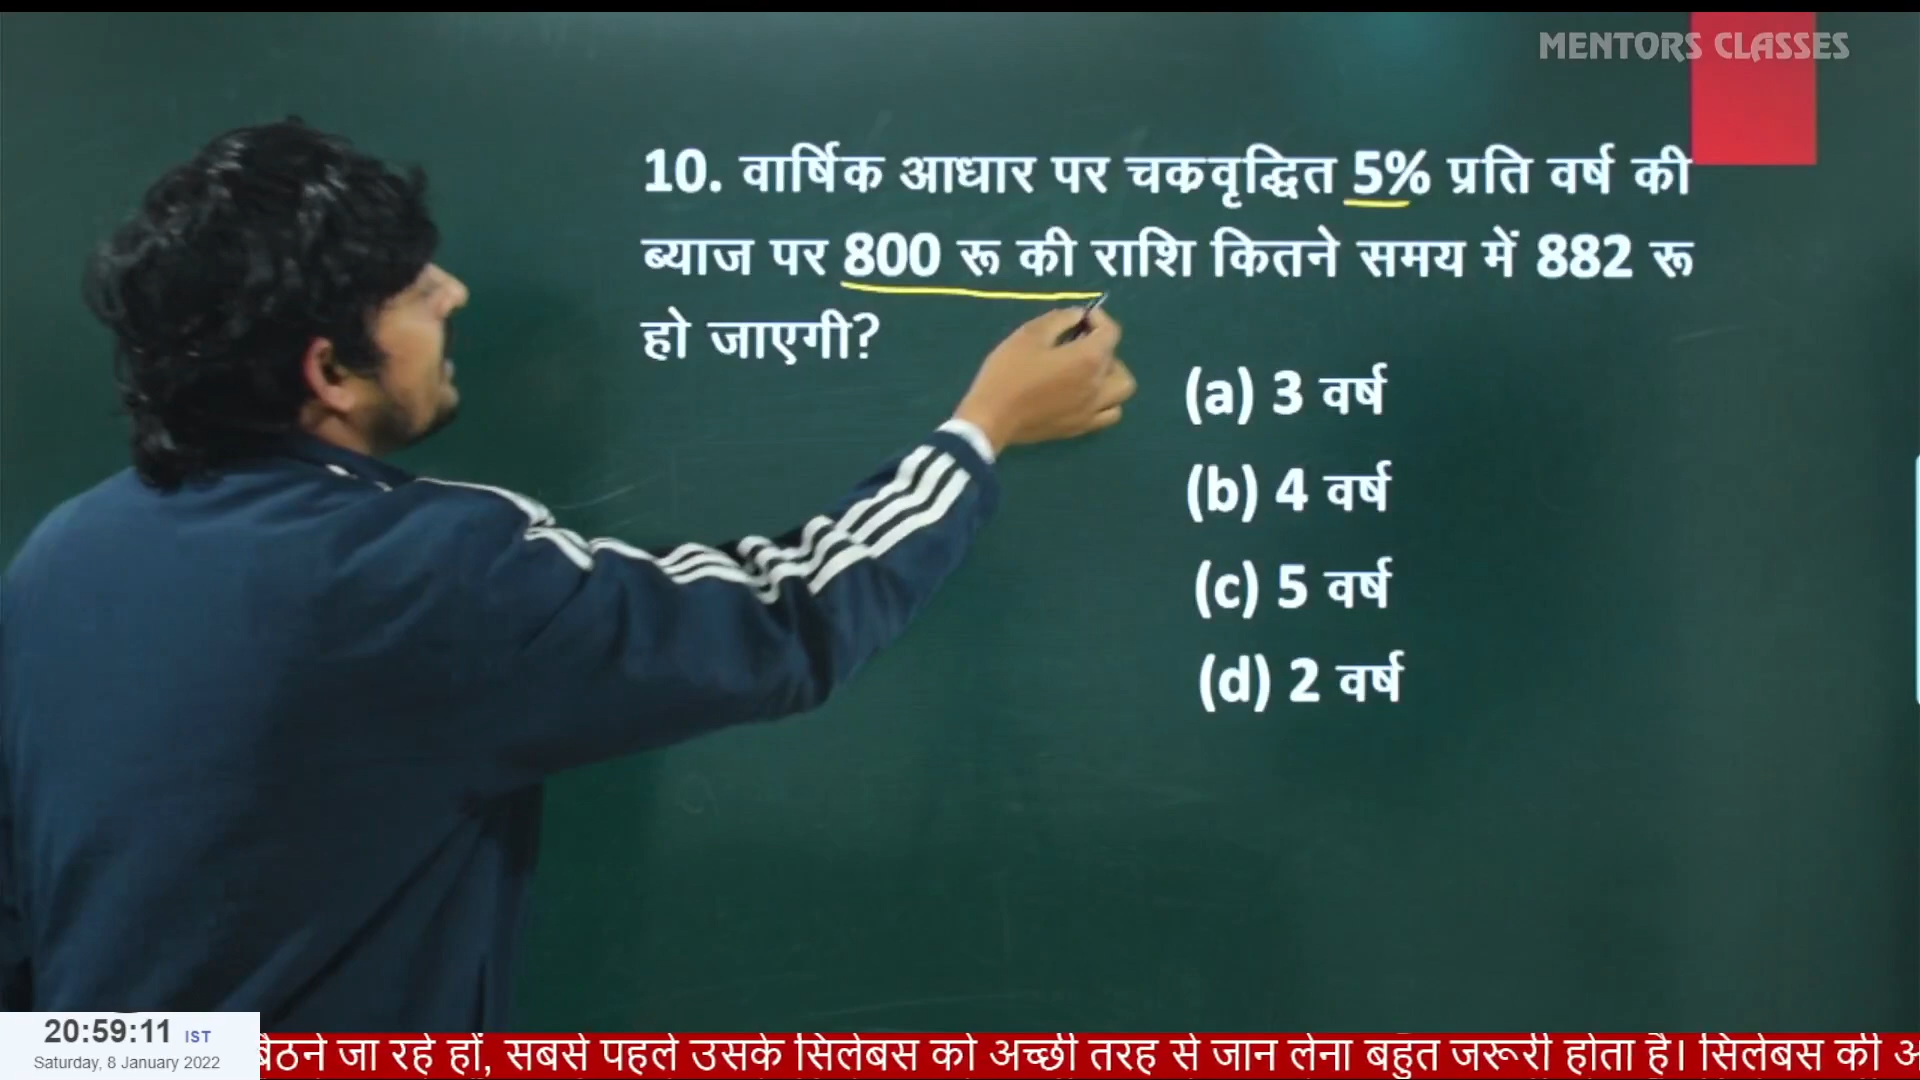 MENTORS CLASSES
10. वार्षिक आधार पर चकवृद्धित 5% प्रति वर्ष की
ब्याज पर 800 रू की राशि कितने समय में 882 रू
हो जाएगी?
(a) 3 वर्ष
(b) 4 वर्ष
(c) 5 वर्ष
(d) 2 वर्ष
20:59:11 IST
Saturday, 8 January 2022
बैठने जा रहे हों, सबसे पहले उसके सिलेबस को अच्छी तरह से जान लेना बहुत जरूरी होता है। सिलेबस की